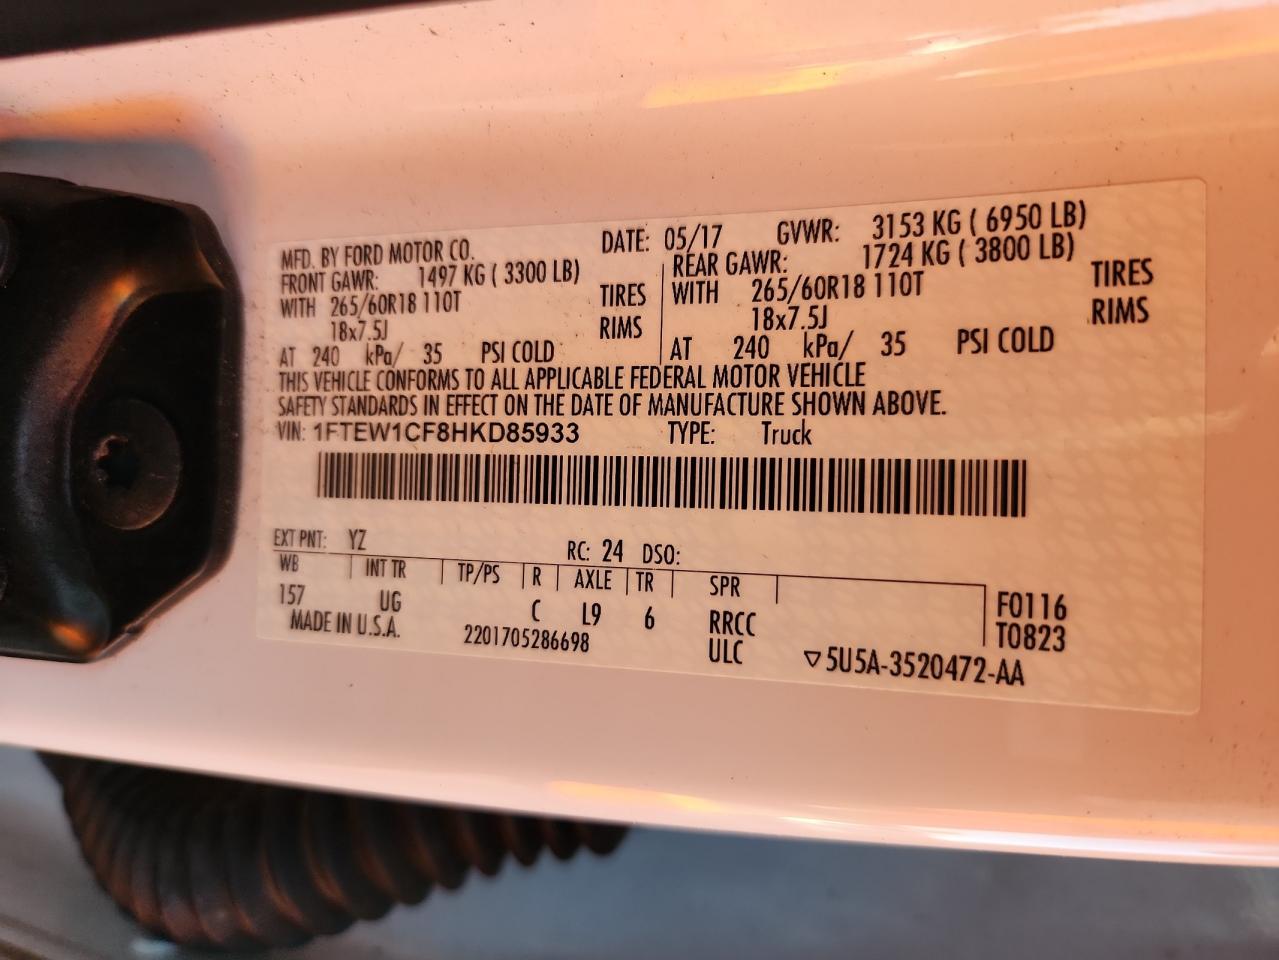 MFD. BY FORD MOTOR CO. DATE: 05/17 GVWR: 3153 KG ( 6950 LB)
FRONT GAWR: 1497 KG ( 3300 LB) REAR GAWR: 1724 KG ( 3800 LB)
WITH 265/60R18 110T TIRES WITH 265/60R18 110T TIRES
18x7.5J RIMS 18x7.5J RIMS
AT 240 kPa/ 35 PSI COLD AT 240 kPa/ 35 PSI COLD
THIS VEHICLE CONFORMS TO ALL APPLICABLE FEDERAL MOTOR VEHICLE
SAFETY STANDARDS IN EFFECT ON THE DATE OF MANUFACTURE SHOWN ABOVE.
VIN: 1FTEW1CF8HKD85933 TYPE: Truck
EXT PNT: YZ RC: 24 DSO:
WB INT TR TP/PS R AXLE TR SPR
157 UG C L9 6 RRCC F0116
MADE IN U.S.A. 2201705286698 ULC T0823
▽5U5A-3520472-AA